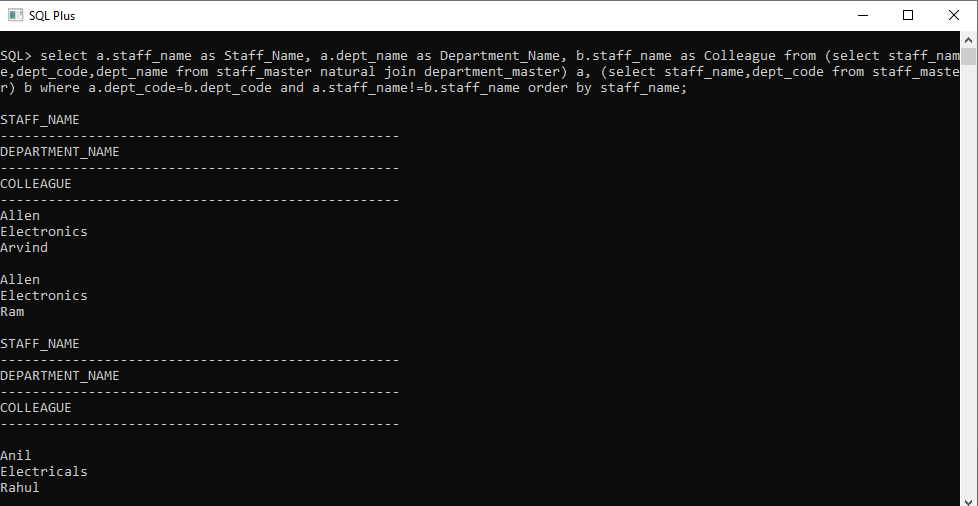 SQL Plus
SQL> select a.staff_name as Staff_Name, a.dept_name as Department_Name, b.staff_name as Colleague from (select staff_nam
e,dept_code,dept_name from staff_master natural join department_master) a, (select staff_name,dept_code from staff_maste
r) b where a.dept_code=b.dept_code and a.staff_name!=b.staff_name order by staff_name;
STAFF_NAME
--------------------------------------------------
DEPARTMENT_NAME
--------------------------------------------------
COLLEAGUE
--------------------------------------------------
Allen
Electronics
Arvind
Allen
Electronics
Ram
STAFF_NAME
--------------------------------------------------
DEPARTMENT_NAME
--------------------------------------------------
COLLEAGUE
--------------------------------------------------
Anil
Electricals
Rahul